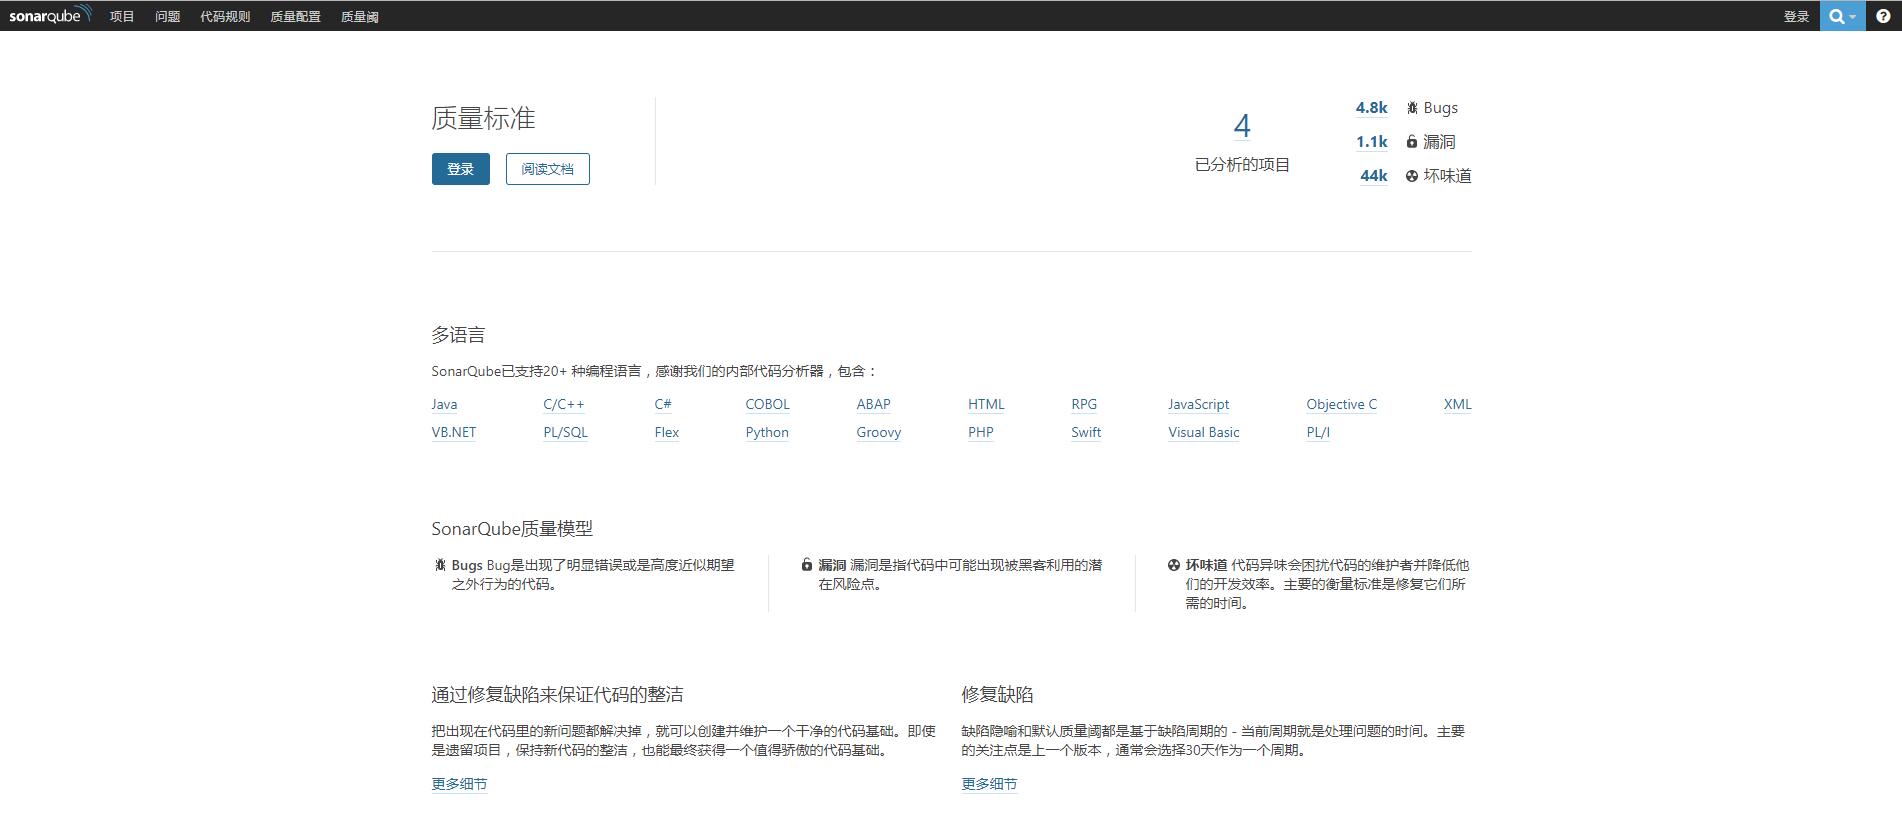 sonarqube 项目 问题 代码规则 质量配置 质量阈 登录
质量标准
登录 阅读文档
4
已分析的项目
4.8k Bugs
1.1k 漏洞
44k 坏味道
多语言
SonarQube已支持20+ 种编程语言，感谢我们的内部代码分析器，包含：
Java C/C++ C# COBOL ABAP HTML RPG JavaScript Objective C XML
VB.NET PL/SQL Flex Python Groovy PHP Swift Visual Basic PL/I
SonarQube质量模型
Bugs Bug是出现了明显错误或是高度近似期望
之外行为的代码。
漏洞 漏洞是指代码中可能出现被黑客利用的潜
在风险点。
坏味道 代码异味会困扰代码的维护者并降低他
们的开发效率。主要的衡量标准是修复它们所
需的时间。
通过修复缺陷来保证代码的整洁
把出现在代码里的新问题都解决掉，就可以创建并维护一个干净的代码基础。即使
是遗留项目，保持新代码的整洁，也能最终获得一个值得骄傲的代码基础。
更多细节
修复缺陷
缺陷隐喻和默认质量阈都是基于缺陷周期的 - 当前周期就是处理问题的时间。主要
的关注点是上一个版本，通常会选择30天作为一个周期。
更多细节